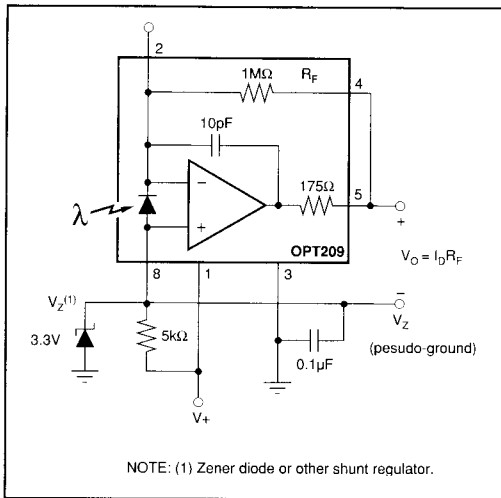 2
1MΩ
R_F
4
10pF
λ
−
+
175Ω
5
+
OPT209
V_O = I_D R_F
8
1
3
−
V_Z
(pesudo-ground)
V_Z(1)
3.3V
5kΩ
0.1µF
V+
NOTE: (1) Zener diode or other shunt regulator.